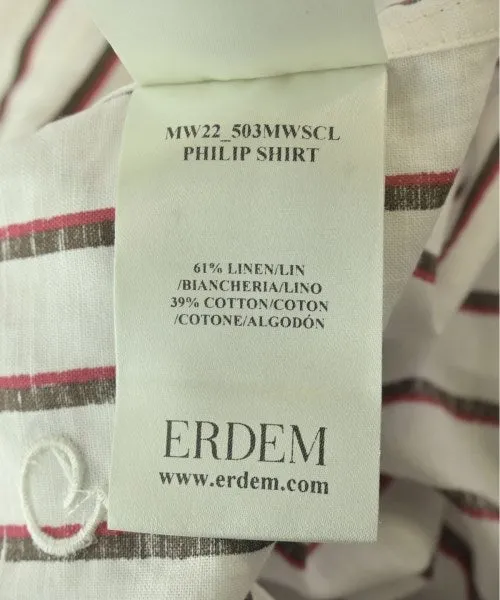 MW22_503MWSCL
PHILIP SHIRT
61% LINEN/LIN
/BIANCHERIA/LINO
39% COTTON/COTON
/COTONE/ALGODÓN
ERDEM
www.erdem.com